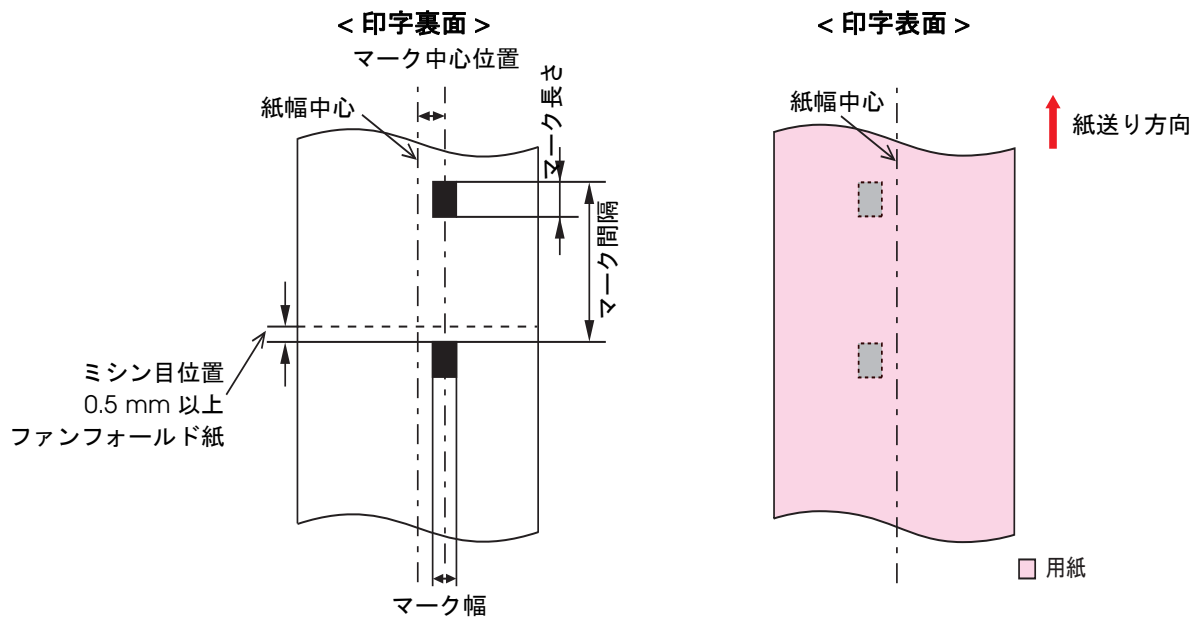 < 印字裏面 >
マーク中心位置
紙幅中心
マーク長さ
マーク間隔
ミシン目位置
0.5 mm 以上
ファンフォールド紙
マーク幅
< 印字表面 >
紙幅中心
紙送り方向
用紙